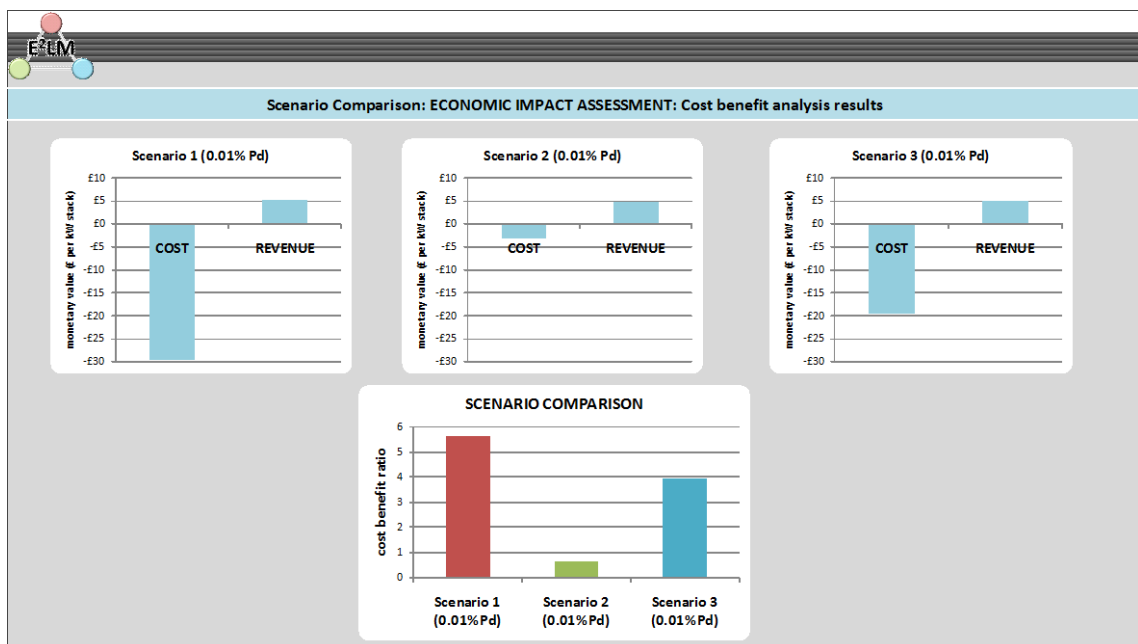 E²LM
Scenario Comparison: ECONOMIC IMPACT ASSESSMENT: Cost benefit analysis results
Scenario 1 (0.01% Pd)
monetary value (£ per kW stack)
£10
£5
£0
-£5
-£10
-£15
-£20
-£25
-£30
COST
REVENUE
Scenario 2 (0.01% Pd)
monetary value (£ per kW stack)
£10
£5
£0
-£5
-£10
-£15
-£20
-£25
-£30
COST
REVENUE
Scenario 3 (0.01% Pd)
monetary value (£ per kW stack)
£10
£5
£0
-£5
-£10
-£15
-£20
-£25
-£30
COST
REVENUE
SCENARIO COMPARISON
cost benefit ratio
6
5
4
3
2
1
0
Scenario 1
(0.01% Pd)
Scenario 2
(0.01% Pd)
Scenario 3
(0.01% Pd)